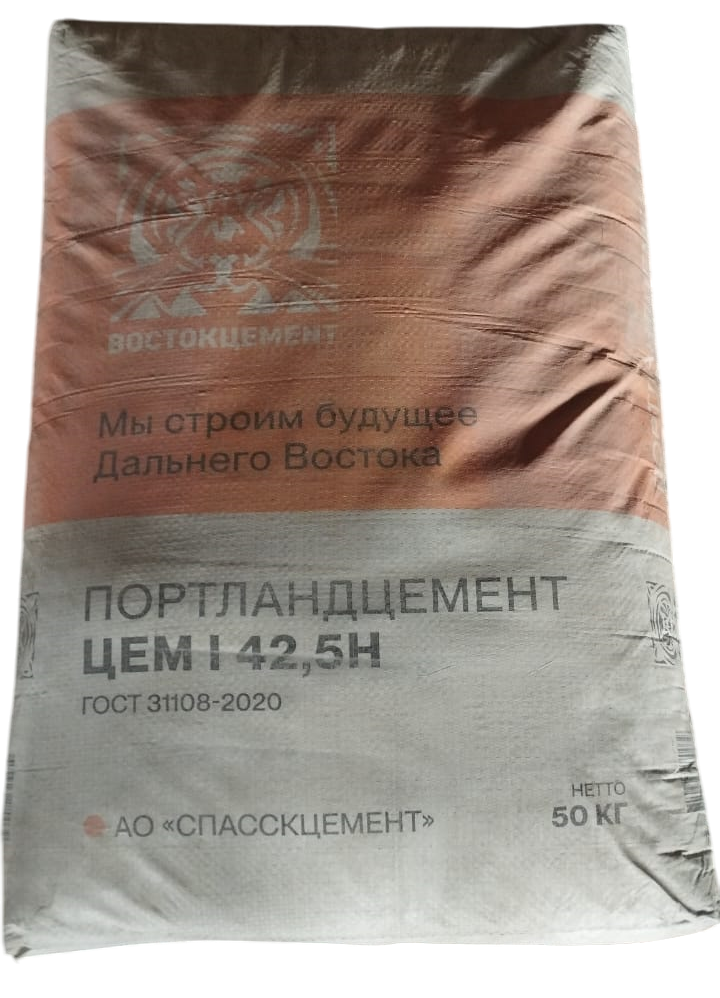 ВОСТОКЦЕМЕНТ
Мы строим будущее
Дальнего Востока
ПОРТЛАНДЦЕМЕНТ
ЦЕМ I 42,5Н
ГОСТ 31108-2020
НЕТТО
50 КГ
АО «СПАССКЦЕМЕНТ»